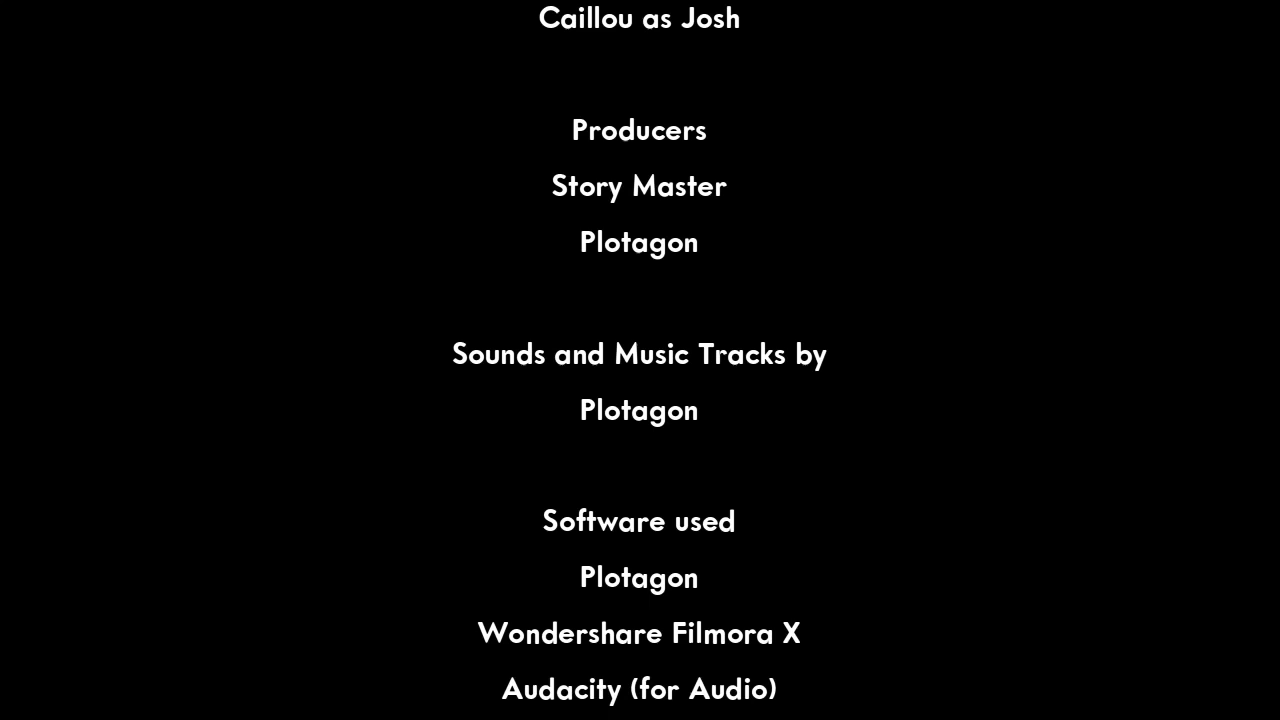 Caillou as Josh
Producers
Story Master
Plotagon
Sounds and Music Tracks by
Plotagon
Software used
Plotagon
Wondershare Filmora X
Audacity (for Audio)